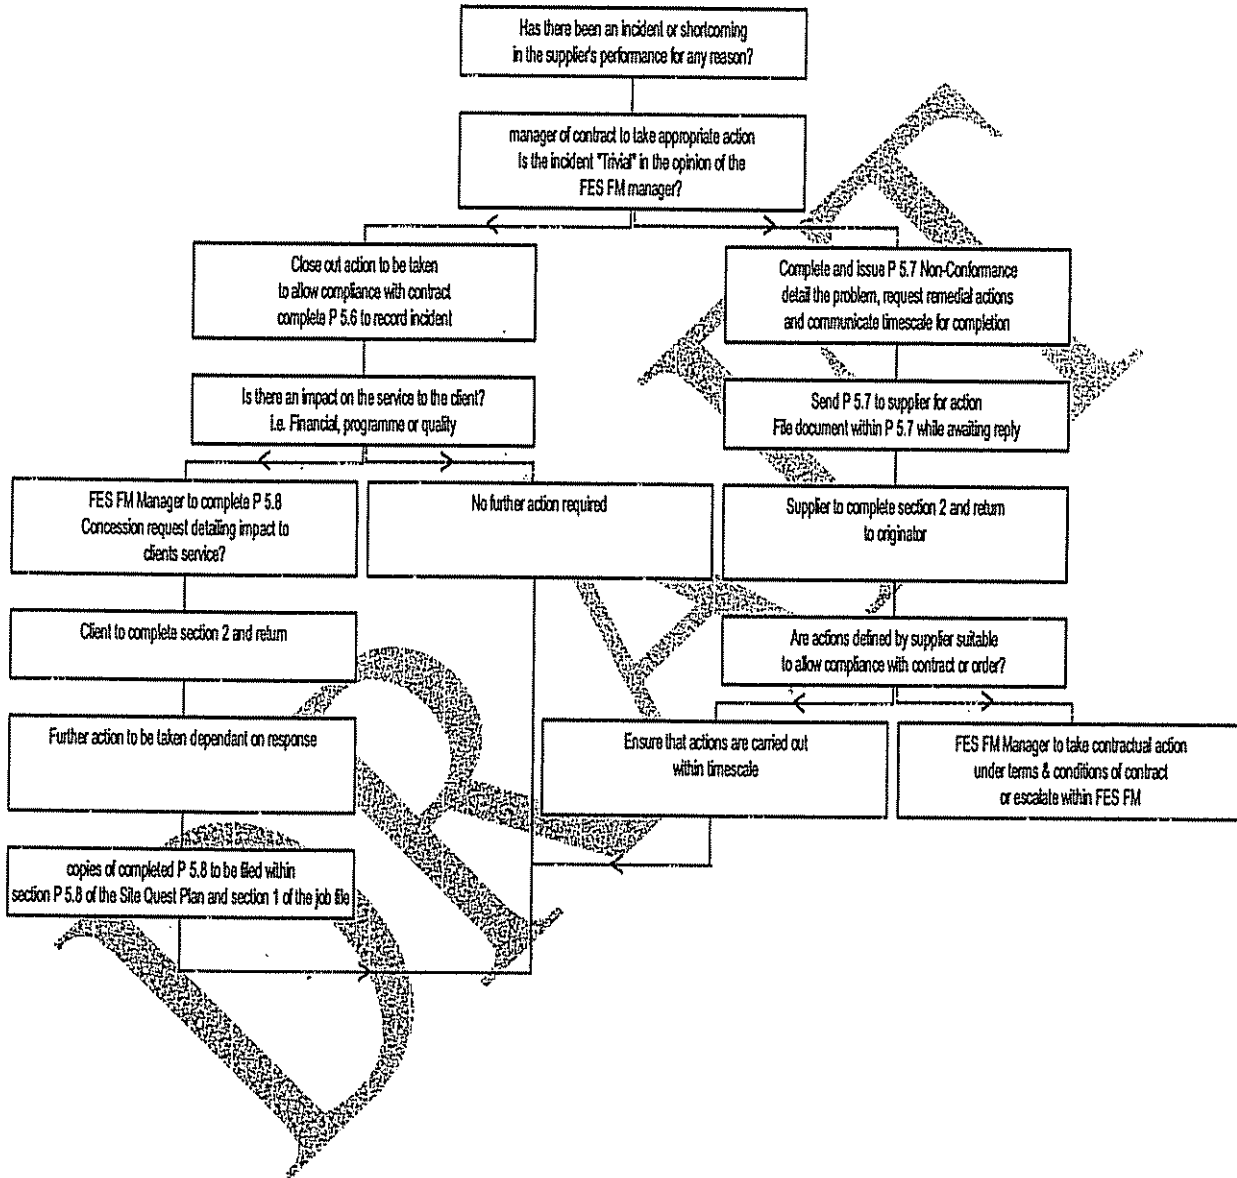 Has there been an incident or shortcoming
in the supplier's performance for any reason?
manager of contract to take appropriate action
Is the incident "Trivial" in the opinion of the
FES FM manager?
Close out action to be taken
to allow compliance with contract
complete P 5.6 to record incident
Complete and issue P 5.7 Non-Conformance
detail the problem, request remedial actions
and communicate timescale for completion
Is there an impact on the service to the client?
i.e. Financial, programme or quality
Send P 5.7 to supplier for action
File document within P 5.7 while awaiting reply
FES FM Manager to complete P 5.8
Concession request detailing impact to
clients service?
No further action required
Supplier to complete section 2 and return
to originator
Client to complete section 2 and return
Are actions defined by supplier suitable
to allow compliance with contract or order?
Further action to be taken dependant on response
Ensure that actions are carried out
within timescale
FES FM Manager to take contractual action
under terms & conditions of contract
or escalate within FES FM
copies of completed P 5.8 to be filed within
section P 5.8 of the Site Quest Plan and section 1 of the job file
DRAFT